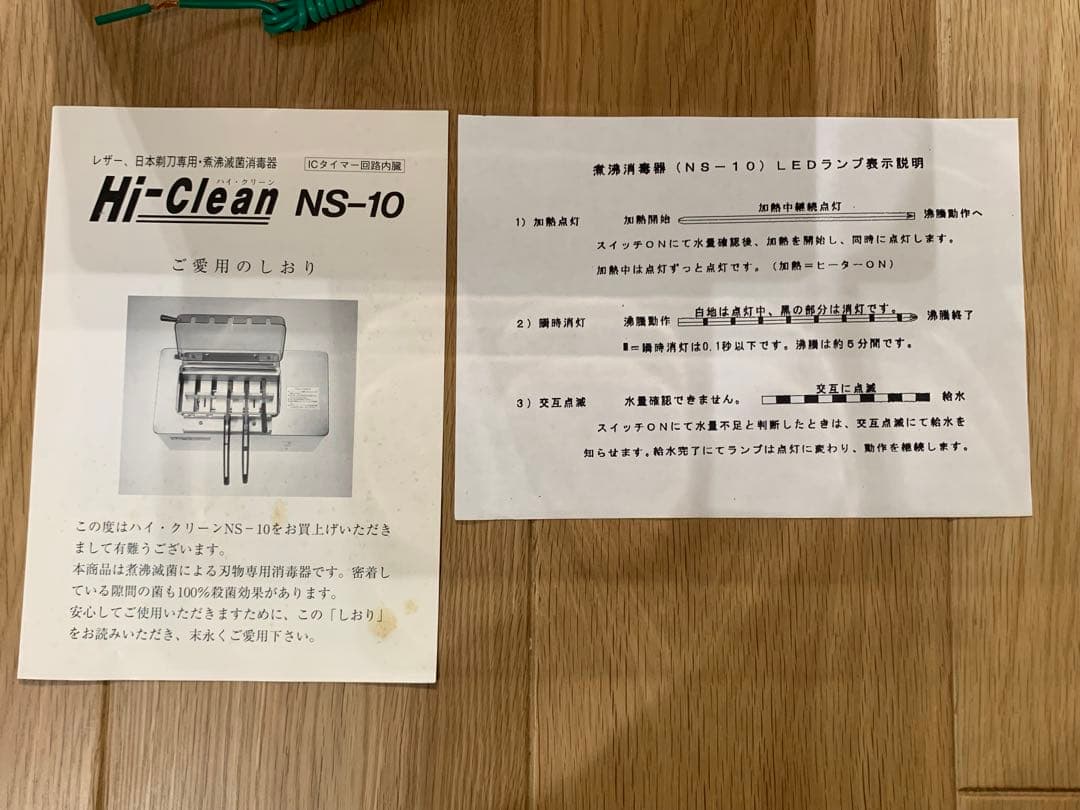 レザー、日本剃刀専用・煮沸滅菌消毒器
ICタイマー回路内臓
ハイ・クリーン
Hi-Clean NS-10
ご愛用のしおり
この度はハイ・クリーンNS-10をお買上げいただき
まして有難うございます。
本商品は煮沸滅菌による刃物専用消毒器です。密着し
ている隙間の菌も100%殺菌効果があります。
安心してご使用いただきますために、この「しおり」
をお読みいただき、末永くご愛用下さい。
煮沸消毒器(NS-10)LEDランプ表示説明
1)加熱点灯 加熱開始 加熱中継続点灯 沸騰動作へ
スイッチONにて水量確認後、加熱を開始し、同時に点灯します。
加熱中は点灯ずっと点灯です。(加熱=ヒーターON)
2)瞬時消灯 沸騰動作 白地は点灯中、黒の部分は消灯です。 沸騰終了
▮=瞬時消灯は0.1秒以下です。沸騰は約5分間です。
3)交互点滅 水量確認できません。 交互に点滅 給水
スイッチONにて水量不足と判断したときは、交互点滅にて給水を
知らせます。給水完了にてランプは点灯に変わり、動作を継続します。